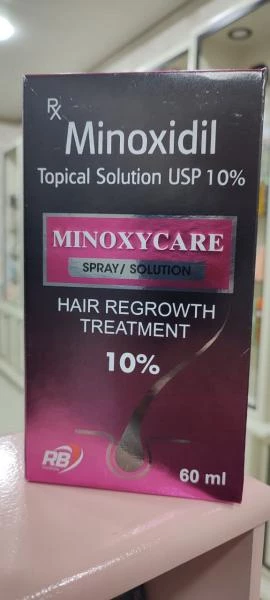 Rx
Minoxidil
Topical Solution USP 10%
MINOXYCARE
SPRAY/ SOLUTION
HAIR REGROWTH
TREATMENT
10%
RB
60 ml